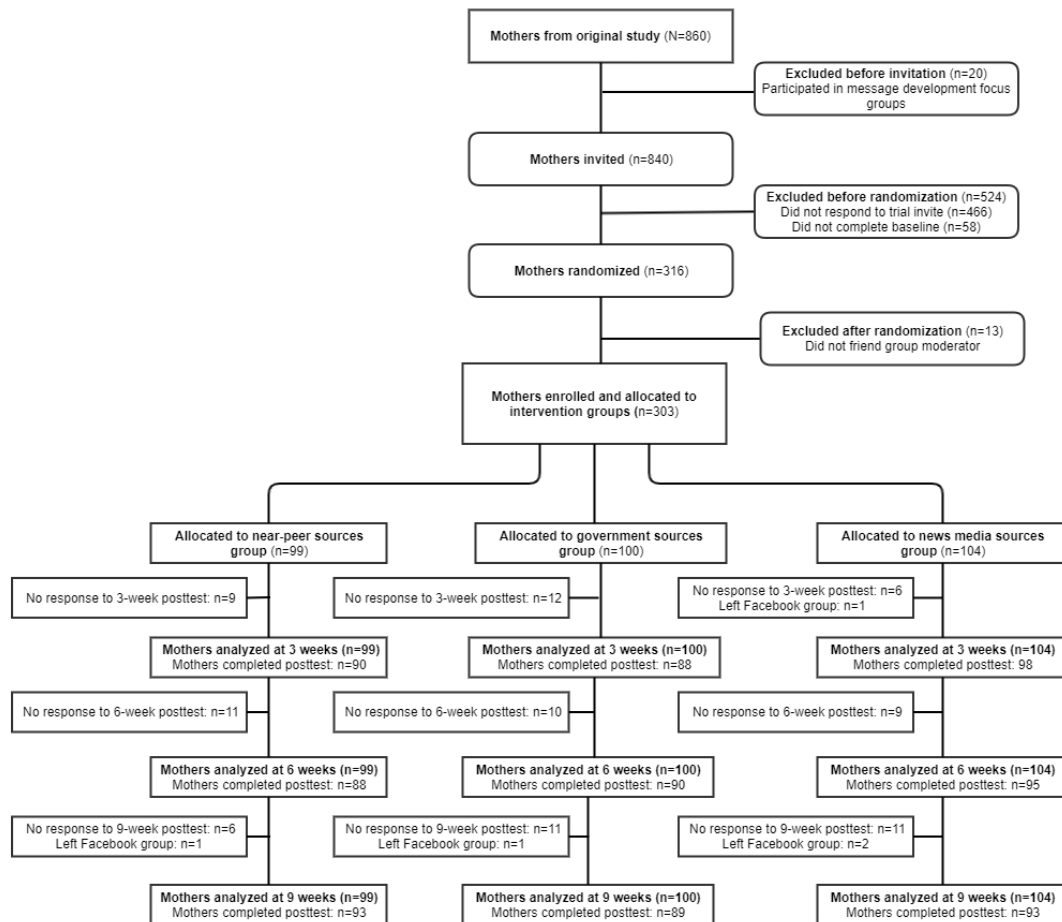 Mothers from original study (N=860)
Excluded before invitation (n=20)
Participated in message development focus
groups
Mothers invited (n=840)
Excluded before randomization (n=524)
Did not respond to trial invite (n=466)
Did not complete baseline (n=58)
Mothers randomized (n=316)
Excluded after randomization (n=13)
Did not friend group moderator
Mothers enrolled and allocated to
intervention groups (n=303)
Allocated to near-peer sources
group (n=99)
Allocated to government sources
group (n=100)
Allocated to news media sources
group (n=104)
No response to 3-week posttest: n=9
No response to 3-week posttest: n=12
No response to 3-week posttest: n=6
Left Facebook group: n=1
Mothers analyzed at 3 weeks (n=99)
Mothers completed posttest: n=90
Mothers analyzed at 3 weeks (n=100)
Mothers completed posttest: n=88
Mothers analyzed at 3 weeks (n=104)
Mothers completed posttest: 98
No response to 6-week posttest: n=11
No response to 6-week posttest: n=10
No response to 6-week posttest: n=9
Mothers analyzed at 6 weeks (n=99)
Mothers completed posttest: n=88
Mothers analyzed at 6 weeks (n=100)
Mothers completed posttest: n=90
Mothers analyzed at 6 weeks (n=104)
Mothers completed posttest: n=95
No response to 9-week posttest: n=6
Left Facebook group: n=1
No response to 9-week posttest: n=11
Left Facebook group: n=1
No response to 9-week posttest: n=11
Left Facebook group: n=2
Mothers analyzed at 9 weeks (n=99)
Mothers completed posttest: n=93
Mothers analyzed at 9 weeks (n=100)
Mothers completed posttest: n=89
Mothers analyzed at 9 weeks (n=104)
Mothers completed posttest: n=93